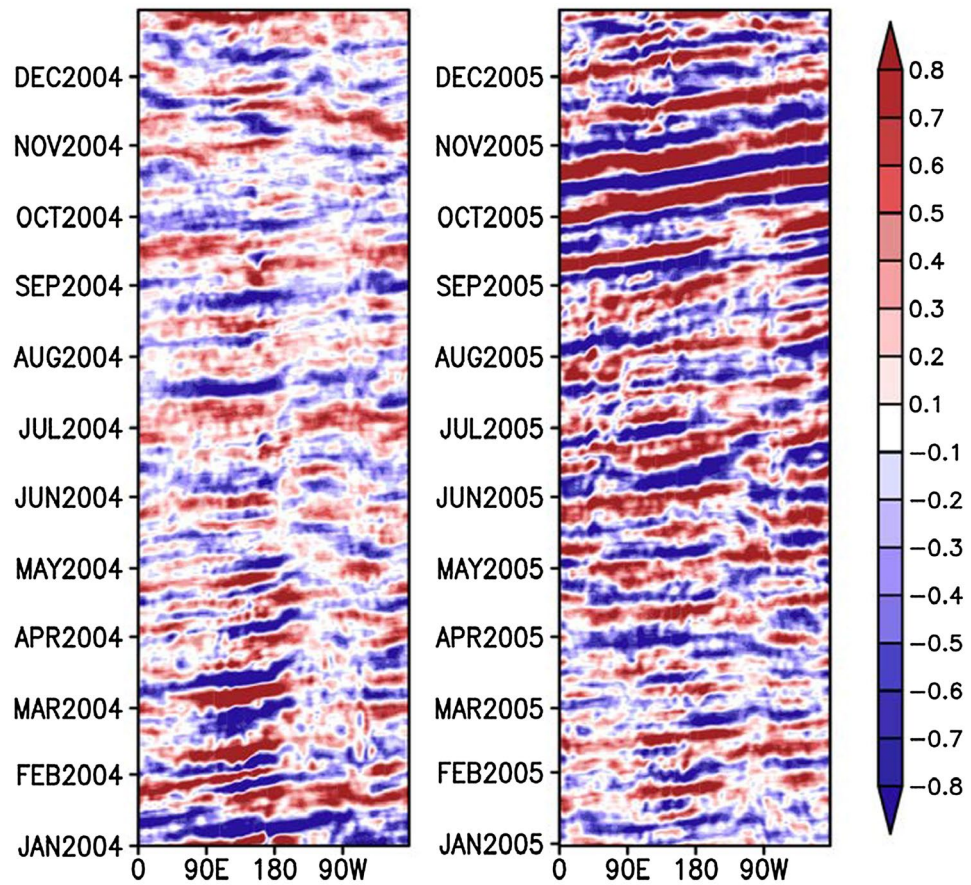 DEC2004
NOV2004
OCT2004
SEP2004
AUG2004
JUL2004
JUN2004
MAY2004
APR2004
MAR2004
FEB2004
JAN2004
0 90E 180 90W
DEC2005
NOV2005
OCT2005
SEP2005
AUG2005
JUL2005
JUN2005
MAY2005
APR2005
MAR2005
FEB2005
JAN2005
0 90E 180 90W
0.8
0.7
0.6
0.5
0.4
0.3
0.2
0.1
−0.1
−0.2
−0.3
−0.4
−0.5
−0.6
−0.7
−0.8